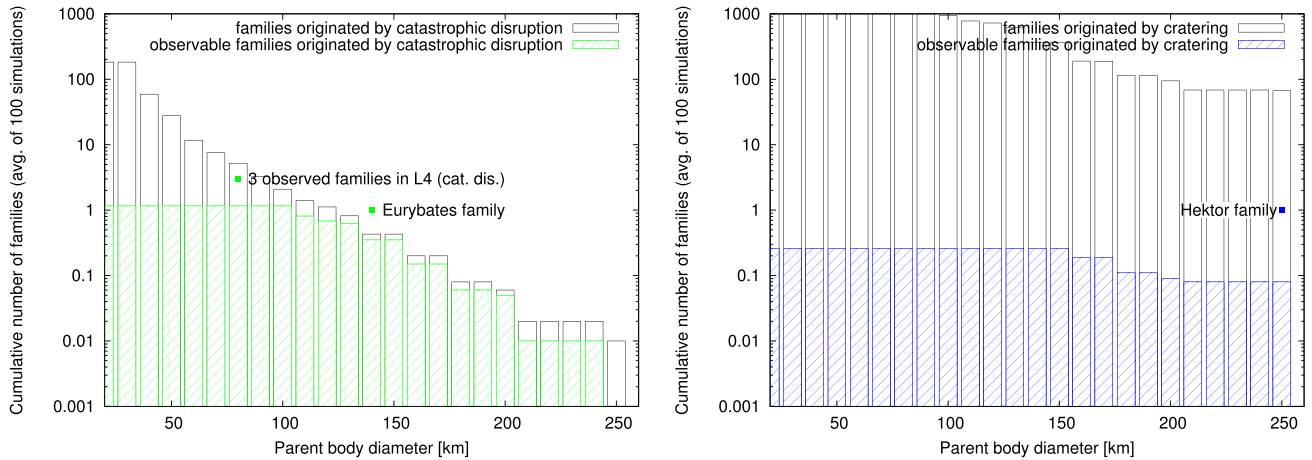 families originated by catastrophic disruption
observable families originated by catastrophic disruption
Cumulative number of families (avg. of 100 simulations)
1000
100
10
1
0.1
0.01
0.001
3 observed families in L4 (cat. dis.)
Eurybates family
50
100
150
200
250
Parent body diameter [km]
families originated by cratering
observable families originated by cratering
Cumulative number of families (avg. of 100 simulations)
1000
100
10
1
0.1
0.01
0.001
Hektor family
50
100
150
200
250
Parent body diameter [km]